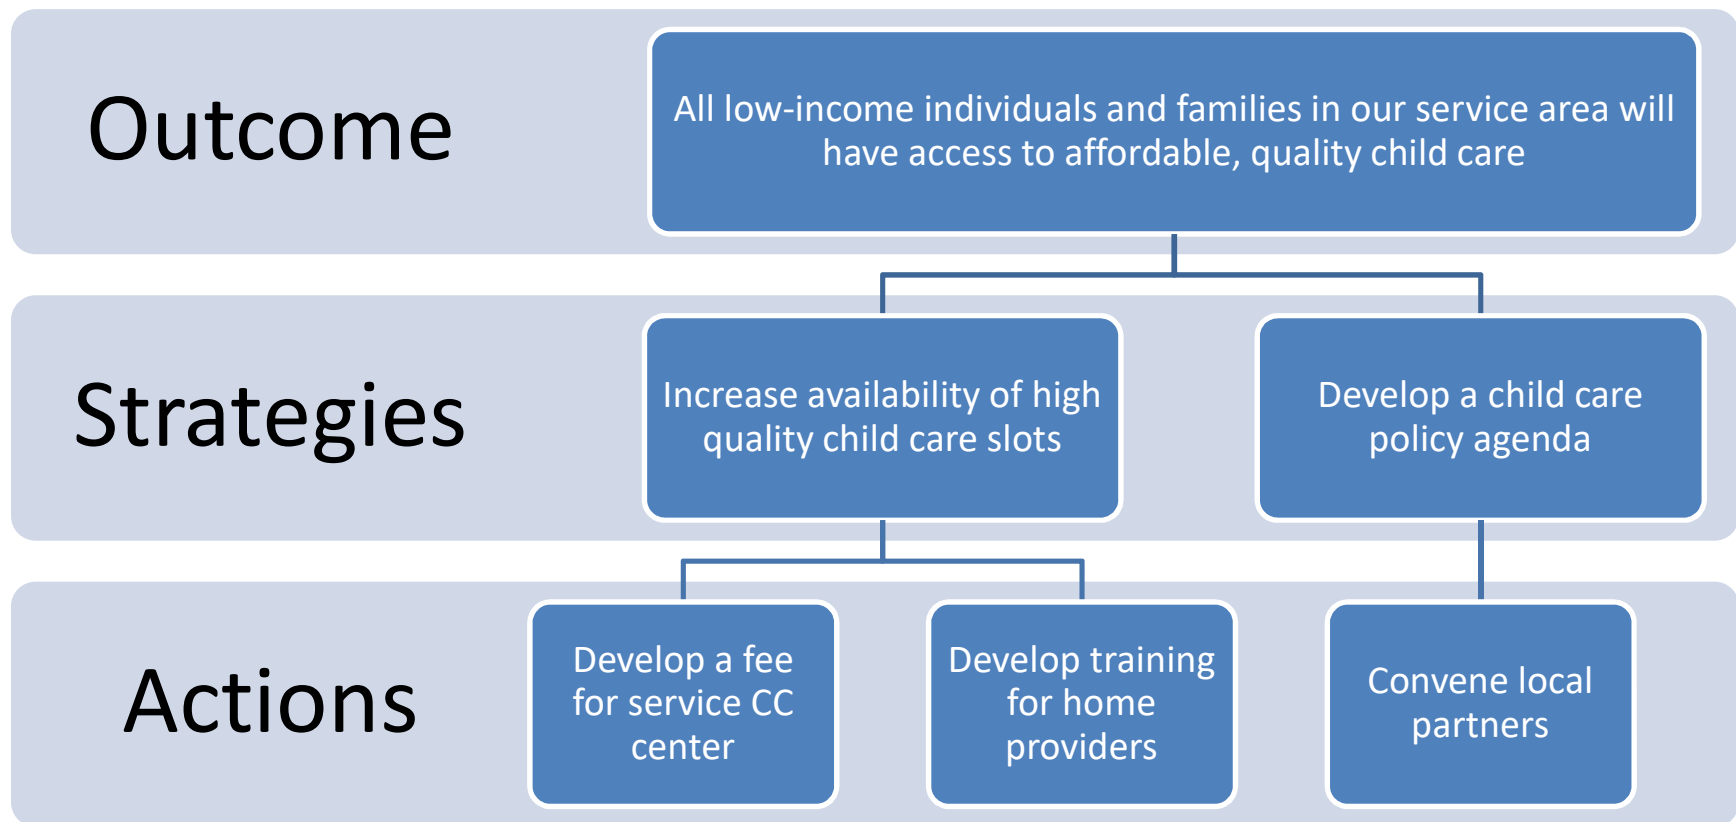 Outcome
All low-income individuals and families in our service area will
have access to affordable, quality child care
Strategies
Increase availability of high
quality child care slots
Develop a child care
policy agenda
Actions
Develop a fee
for service CC
center
Develop training
for home
providers
Convene local
partners